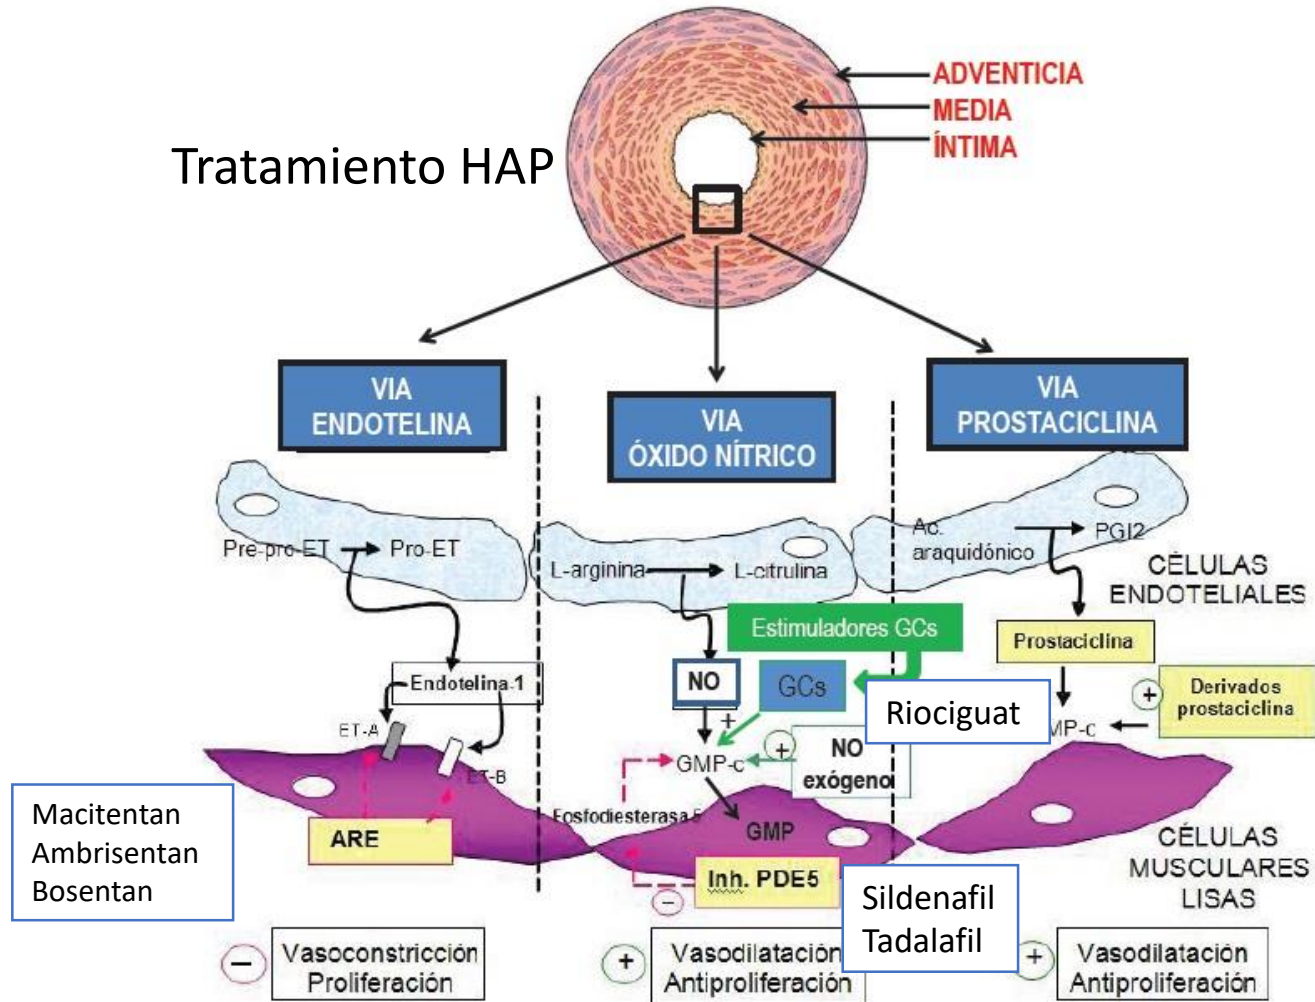 ADVENTICIA
MEDIA
ÍNTIMA
Tratamiento HAP
VIA
ENDOTELINA
VIA
ÓXIDO NÍTRICO
VIA
PROSTACICLINA
Pre-pro-ET
Pro-ET
L-arginina
L-citrulina
Ac.
araquidónico
PGI2
CÉLULAS
ENDOTELIALES
Endotelina-1
ET-A
ET-B
ARE
Macitentan
Ambrisentan
Bosentan
Estimuladores GCs
NO
GCs
Riociguat
+
+
NO
exógeno
GMP-c
Fosfodiesterasa 5
GMP
Inh. PDE5
−
Sildenafil
Tadalafil
Prostaciclina
+
Derivados
prostaciclina
MP-c
CÉLULAS
MUSCULARES
LISAS
− Vasoconstricción
Proliferación
+ Vasodilatación
Antiproliferación
+ Vasodilatación
Antiproliferación